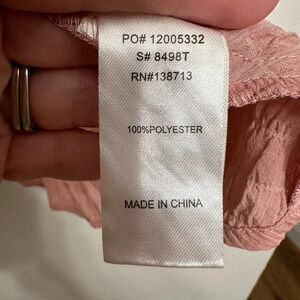 PO# 12005332
S# 8498T
RN#138713
100%POLYESTER
MADE IN CHINA